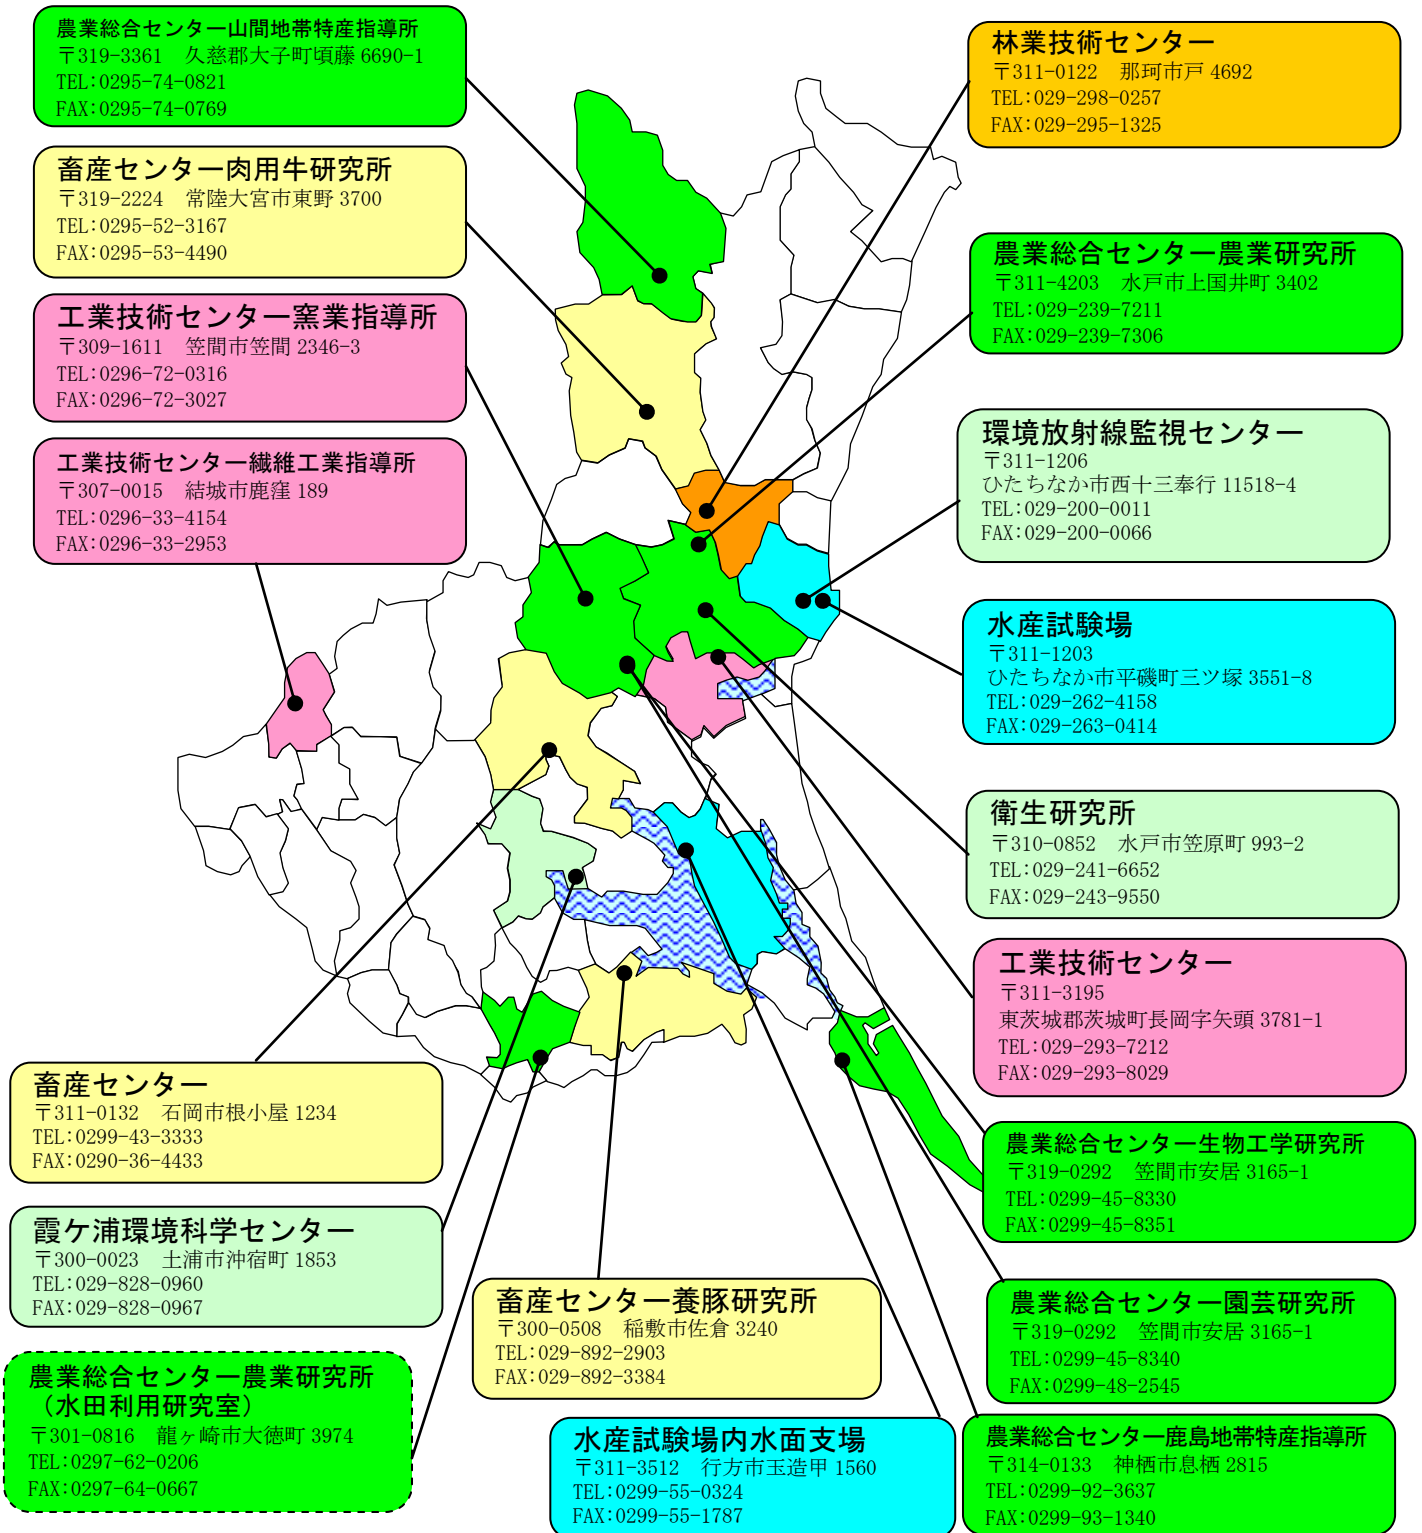 農業総合センター山間地帯特産指導所
〒319-3361　久慈郡大子町頃藤 6690-1
TEL:0295-74-0821
FAX:0295-74-0769
畜産センター肉用牛研究所
〒319-2224　常陸大宮市東野 3700
TEL:0295-52-3167
FAX:0295-53-4490
工業技術センター窯業指導所
〒309-1611　笠間市笠間 2346-3
TEL:0296-72-0316
FAX:0296-72-3027
工業技術センター繊維工業指導所
〒307-0015　結城市鹿窪 189
TEL:0296-33-4154
FAX:0296-33-2953
林業技術センター
〒311-0122　那珂市戸 4692
TEL:029-298-0257
FAX:029-295-1325
農業総合センター農業研究所
〒311-4203　水戸市上国井町 3402
TEL:029-239-7211
FAX:029-239-7306
環境放射線監視センター
〒311-1206
ひたちなか市西十三奉行 11518-4
TEL:029-200-0011
FAX:029-200-0066
水産試験場
〒311-1203
ひたちなか市平磯町三ツ塚 3551-8
TEL:029-262-4158
FAX:029-263-0414
衛生研究所
〒310-0852　水戸市笠原町 993-2
TEL:029-241-6652
FAX:029-243-9550
工業技術センター
〒311-3195
東茨城郡茨城町長岡字矢頭 3781-1
TEL:029-293-7212
FAX:029-293-8029
畜産センター
〒311-0132　石岡市根小屋 1234
TEL:0299-43-3333
FAX:0290-36-4433
霞ケ浦環境科学センター
〒300-0023　土浦市沖宿町 1853
TEL:029-828-0960
FAX:029-828-0967
農業総合センター農業研究所
（水田利用研究室）
〒301-0816　龍ヶ崎市大徳町 3974
TEL:0297-62-0206
FAX:0297-64-0667
畜産センター養豚研究所
〒300-0508　稲敷市佐倉 3240
TEL:029-892-2903
FAX:029-892-3384
水産試験場内水面支場
〒311-3512　行方市玉造甲 1560
TEL:0299-55-0324
FAX:0299-55-1787
農業総合センター生物工学研究所
〒319-0292　笠間市安居 3165-1
TEL:0299-45-8330
FAX:0299-45-8351
農業総合センター園芸研究所
〒319-0292　笠間市安居 3165-1
TEL:0299-45-8340
FAX:0299-48-2545
農業総合センター鹿島地帯特産指導所
〒314-0133　神栖市息栖 2815
TEL:0299-92-3637
FAX:0299-93-1340